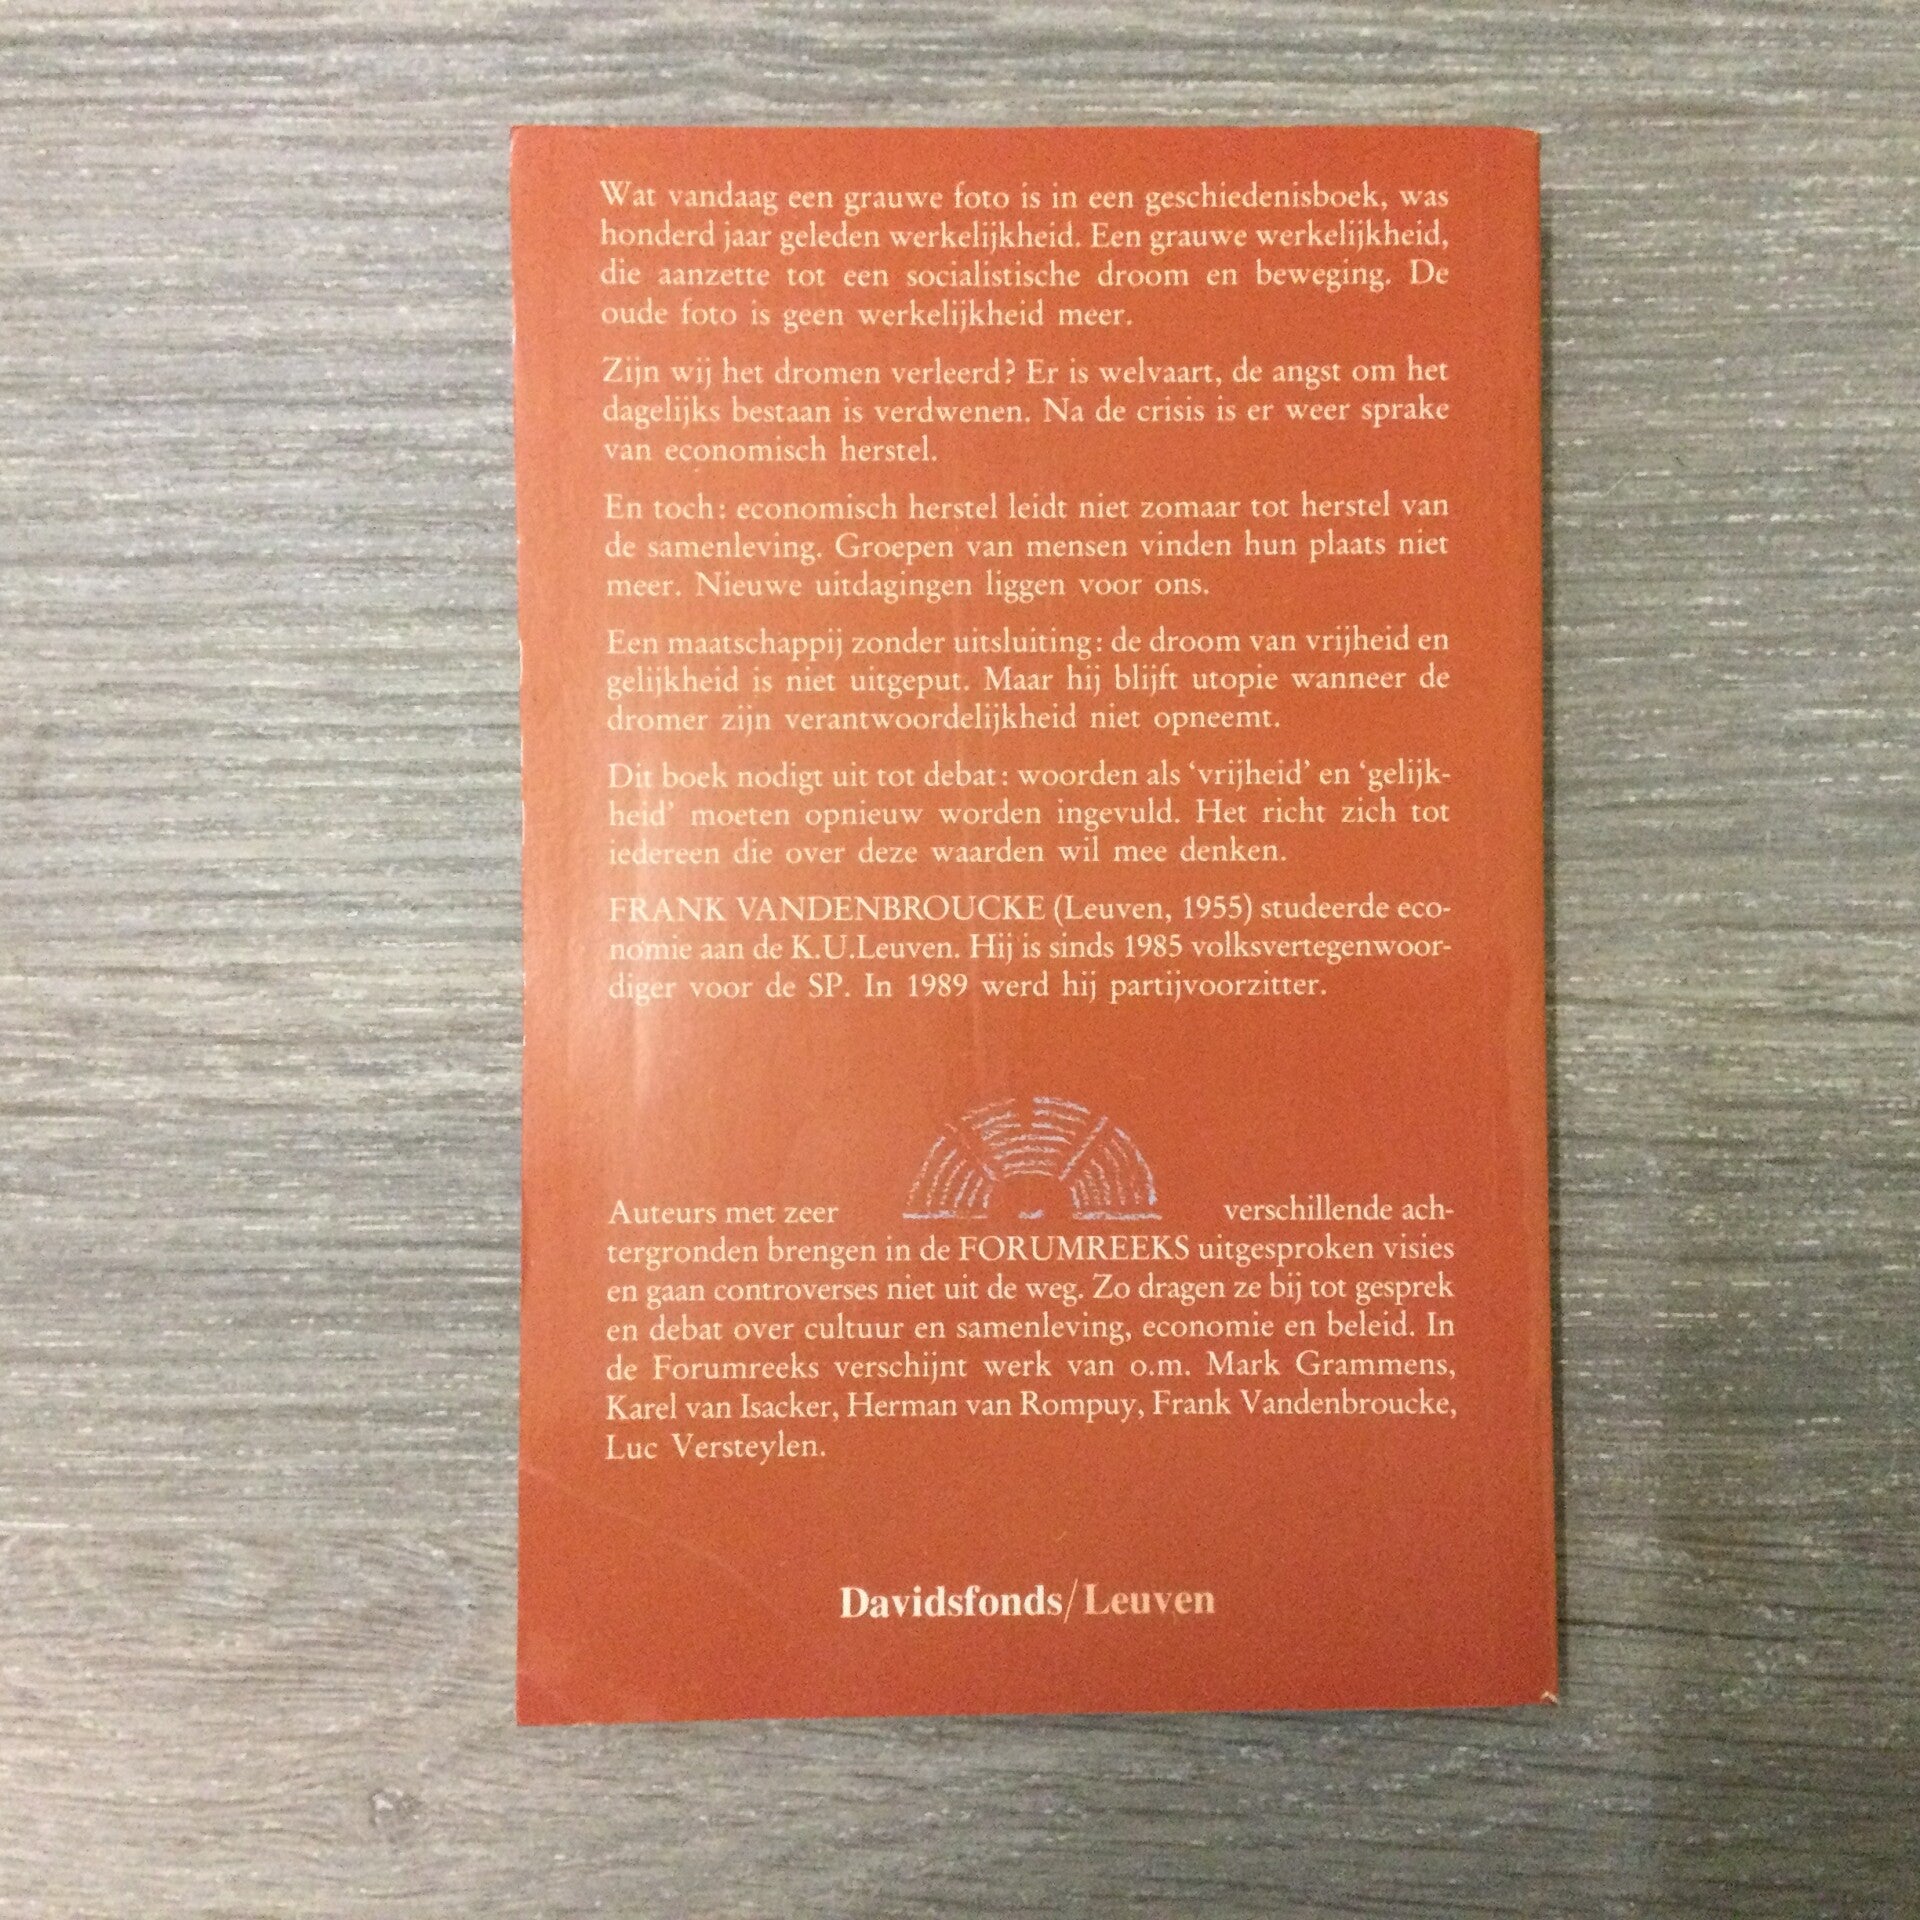 Wat vandaag een grauwe foto is in een geschiedenisboek, was
honderd jaar geleden werkelijkheid. Een grauwe werkelijkheid,
die aanzette tot een socialistische droom en beweging. De
oude foto is geen werkelijkheid meer.
Zijn wij het dromen verleerd? Er is welvaart, de angst om het
dagelijks bestaan is verdwenen. Na de crisis is er weer sprake
van economisch herstel.
En toch: economisch herstel leidt niet zomaar tot herstel van
de samenleving. Groepen van mensen vinden hun plaats niet
meer. Nieuwe uitdagingen liggen voor ons.
Een maatschappij zonder uitsluiting: de droom van vrijheid en
gelijkheid is niet uitgeput. Maar hij blijft utopie wanneer de
dromer zijn verantwoordelijkheid niet opneemt.
Dit boek nodigt uit tot debat: woorden als ‘vrijheid’ en ‘gelijk-
heid’ moeten opnieuw worden ingevuld. Het richt zich tot
iedereen die over deze waarden wil mee denken.
FRANK VANDENBROUCKE (Leuven, 1955) studeerde eco-
nomie aan de K.U.Leuven. Hij is sinds 1985 volksvertegenwoor-
diger voor de SP. In 1989 werd hij partijvoorzitter.
Auteurs met zeer verschillende ach-
tergronden brengen in de FORUMREEKS uitgesproken visies
en gaan controverses niet uit de weg. Zo dragen ze bij tot gesprek
en debat over cultuur en samenleving, economie en beleid. In
de Forumreeks verschijnt werk van o.m. Mark Grammens,
Karel van Isacker, Herman van Rompuy, Frank Vandenbroucke,
Luc Versteylen.
Davidsfonds/Leuven